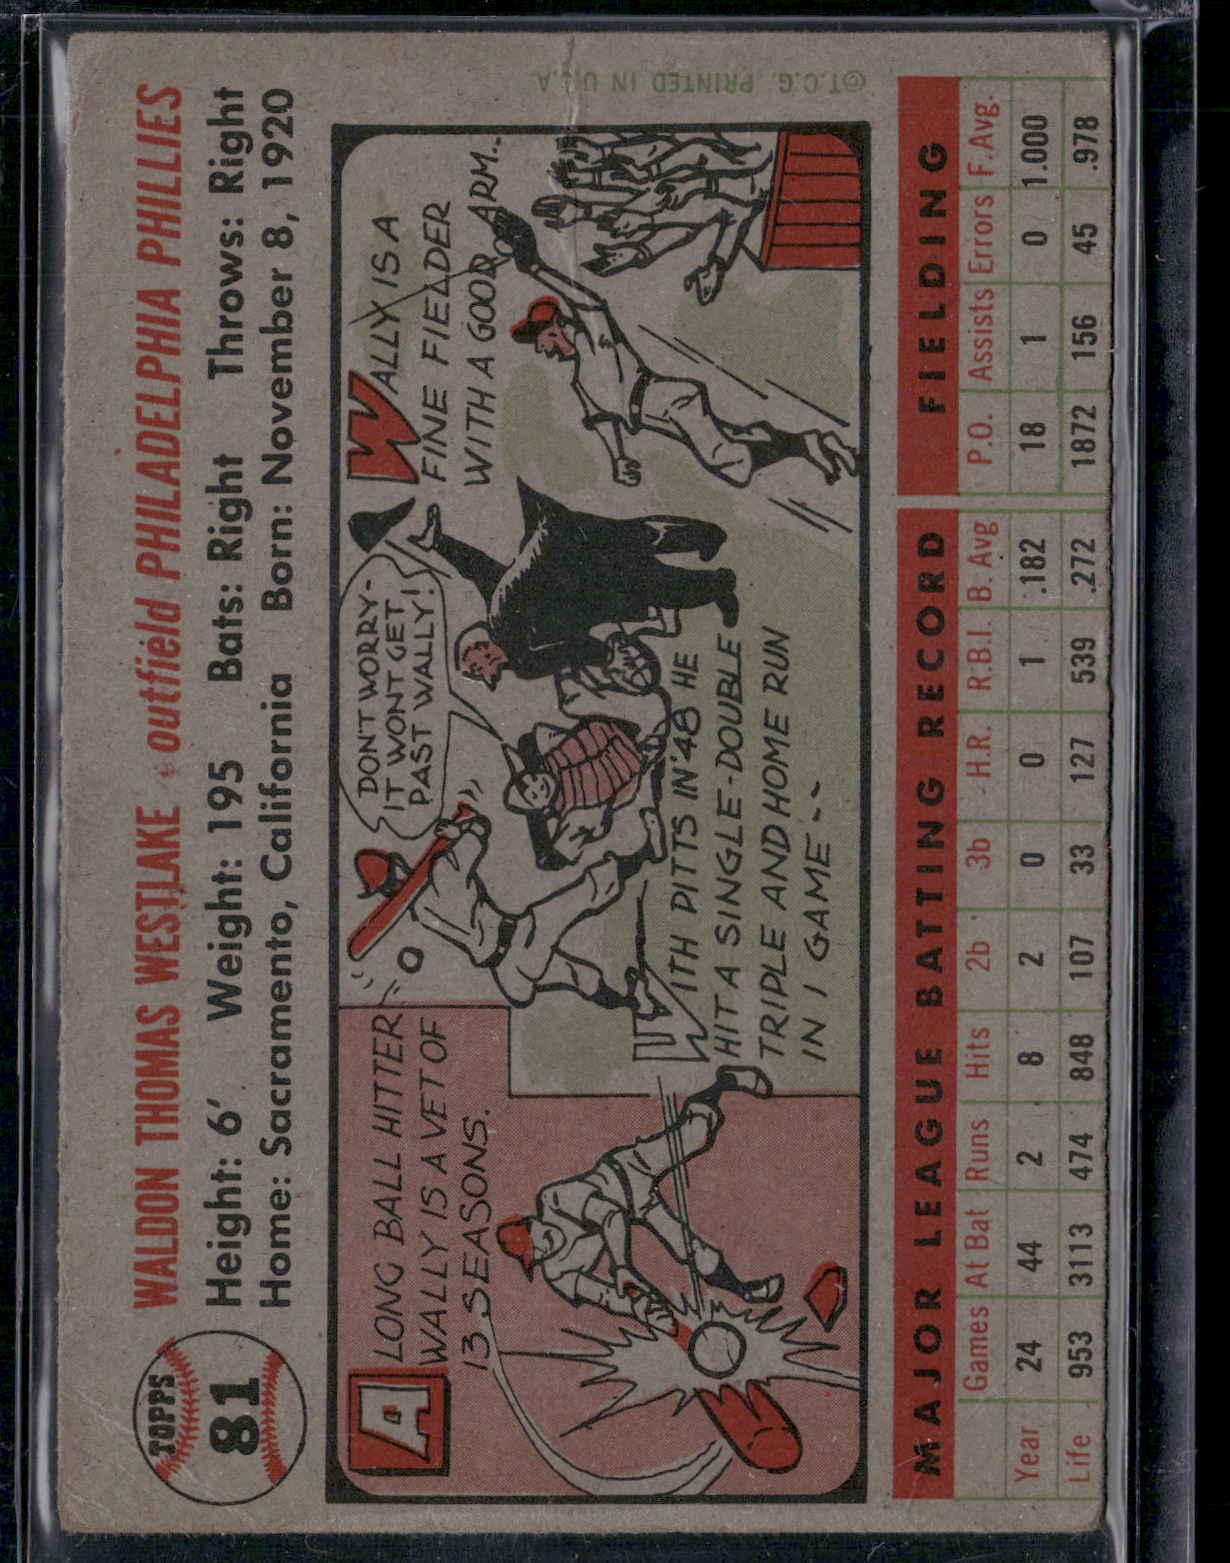 TOPPS
81
WALDON THOMAS WESTLAKE outfield PHILADELPHIA PHILLIES
Height: 6' Weight: 195 Bats: Right Throws: Right
Home: Sacramento, California Born: November 8, 1920
A LONG BALL HITTER
WALLY IS A VET OF
13 SEASONS.
DON'T WORRY-
IT WONT GET
PAST WALLY!
WITH PITTS IN '48 HE
HIT A SINGLE-DOUBLE
TRIPLE AND HOME RUN
IN 1 GAME--
WALLY IS A
FINE FIELDER
WITH A GOOD ARM--
MAJOR LEAGUE BATTING RECORD FIELDING
Games At Bat Runs Hits 2b 3b H.R. R.B.I. B. Avg P.O. Assists Errors F. Avg.
Year 24 44 2 8 2 0 0 1 .182 18 1 0 1.000
Life 953 3113 474 848 107 33 127 539 .272 1872 156 45 .978
©T.C.G. PRINTED IN U.S.A